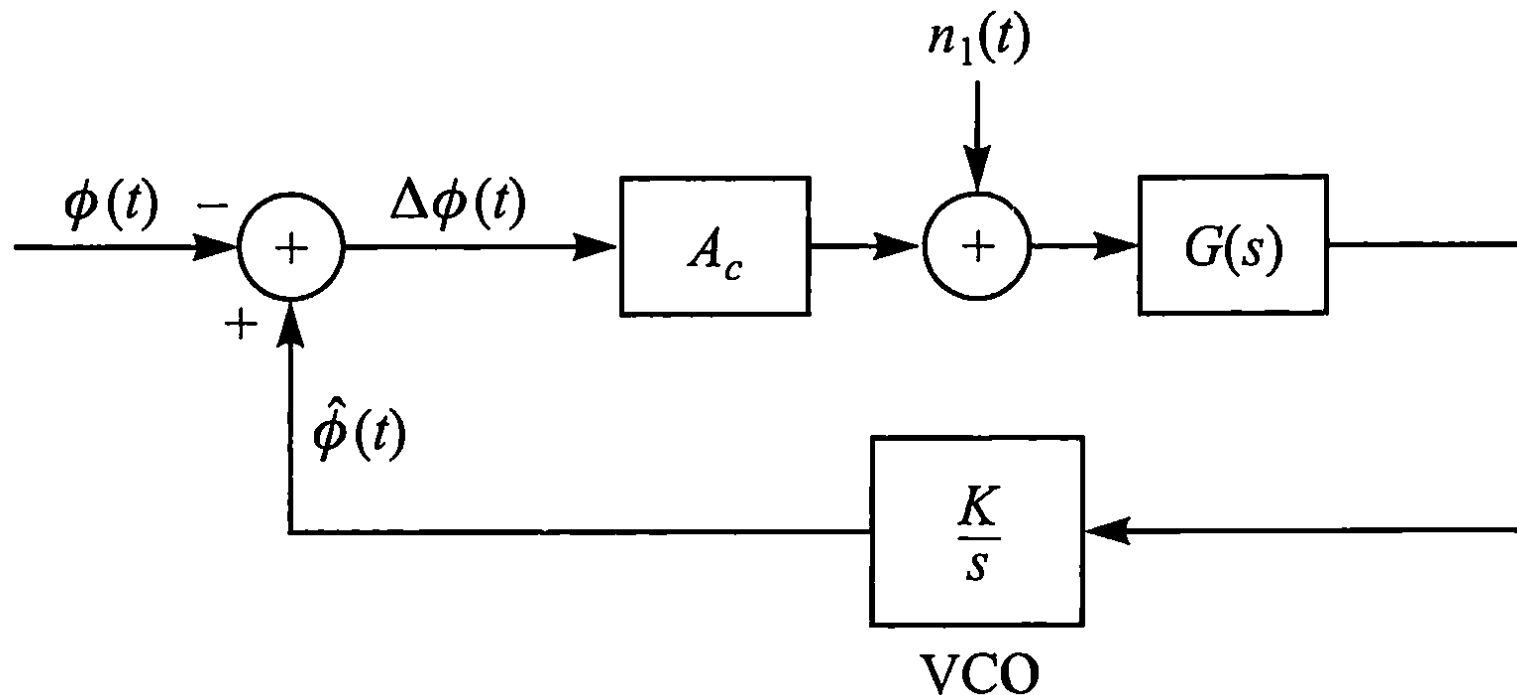 n₁(t)
ϕ(t) − + Δϕ(t) A_c + G(s)
+
ϕ̂(t)
K/s
VCO